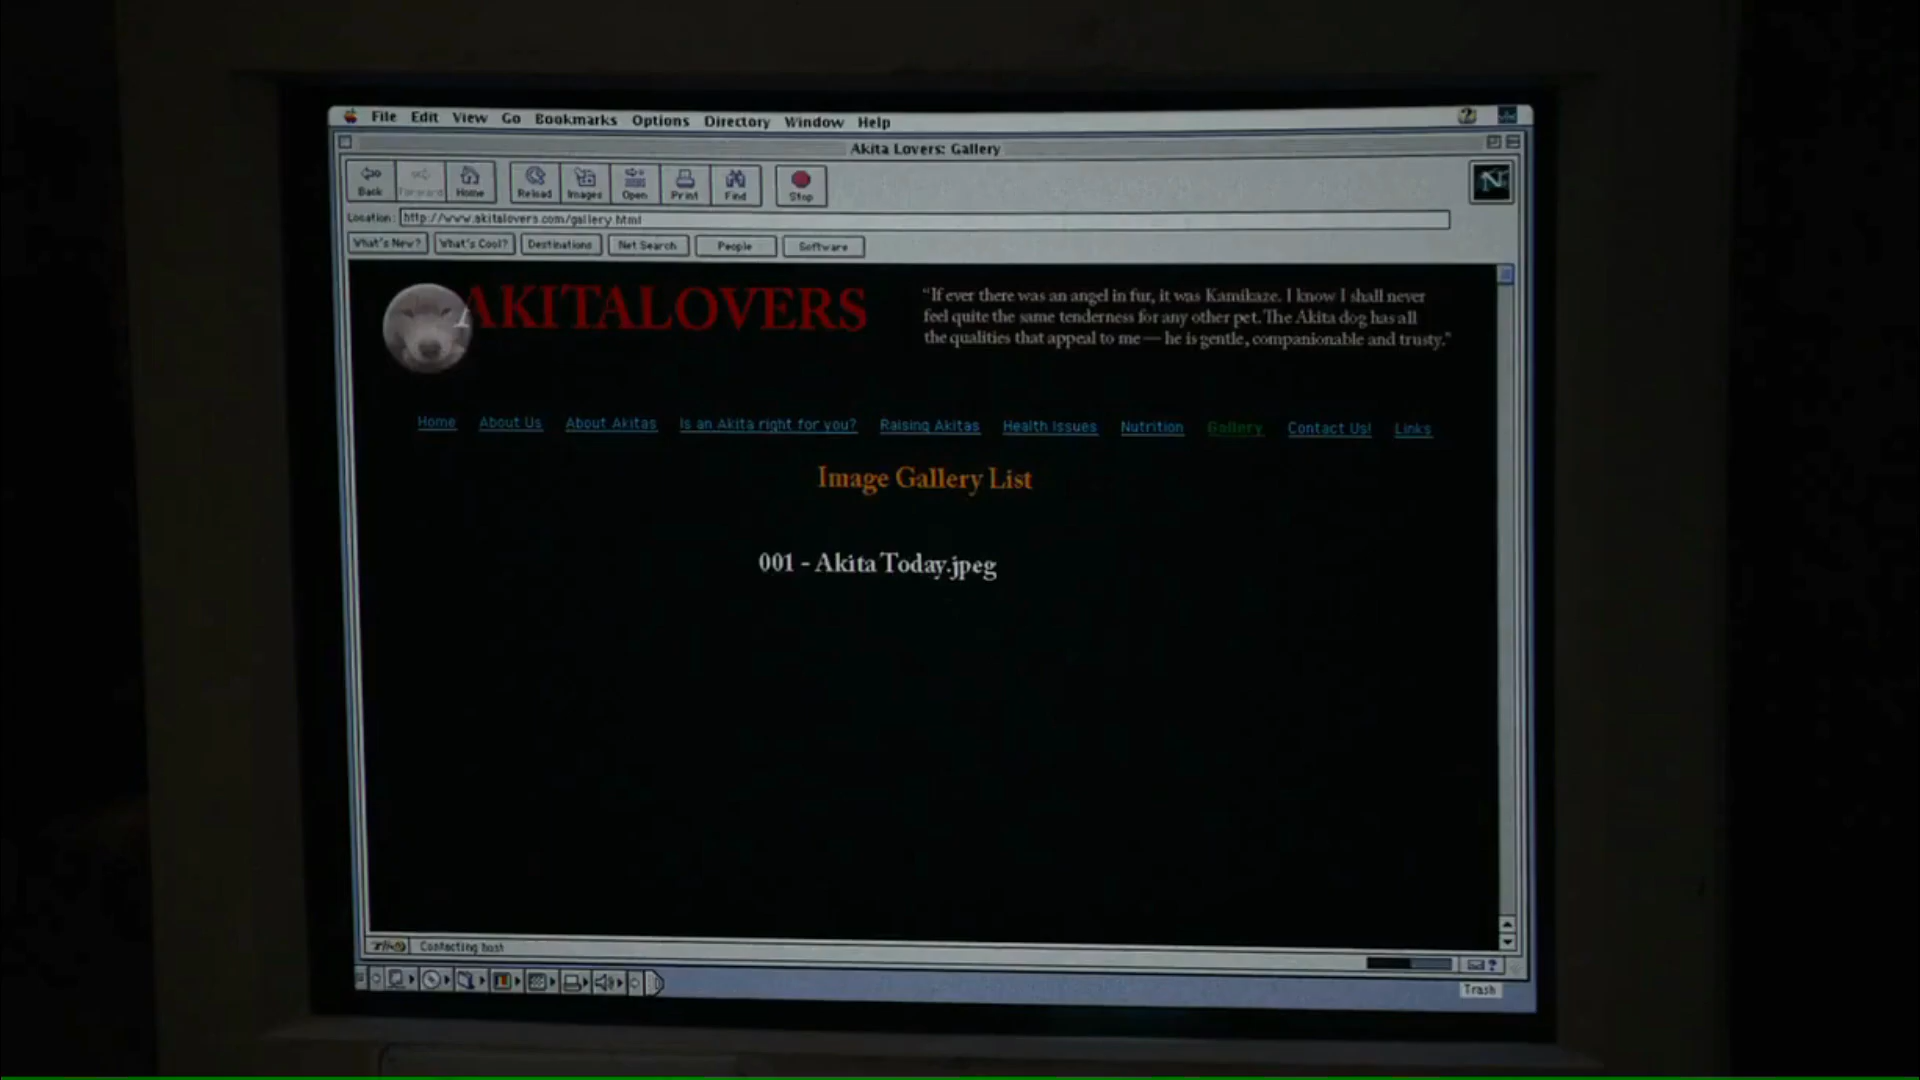 File Edit View Go Bookmarks Options Directory Window Help
Akita Lovers: Gallery
Back Forward Home Reload Images Open Print Find Stop
N
Location: http://www.akitalovers.com/gallery.html
What's New? What's Cool? Destinations Net Search People Software
AKITALOVERS
"If ever there was an angel in fur, it was Kamikaze. I know I shall never
feel quite the same tenderness for any other pet. The Akita dog has all
the qualities that appeal to me — he is gentle, companionable and trusty."
Home About Us About Akitas Is an Akita right for you? Raising Akitas Health Issues Nutrition Gallery Contact Us! Links
Image Gallery List
001 - Akita Today.jpeg
Contacting host
?
Trash